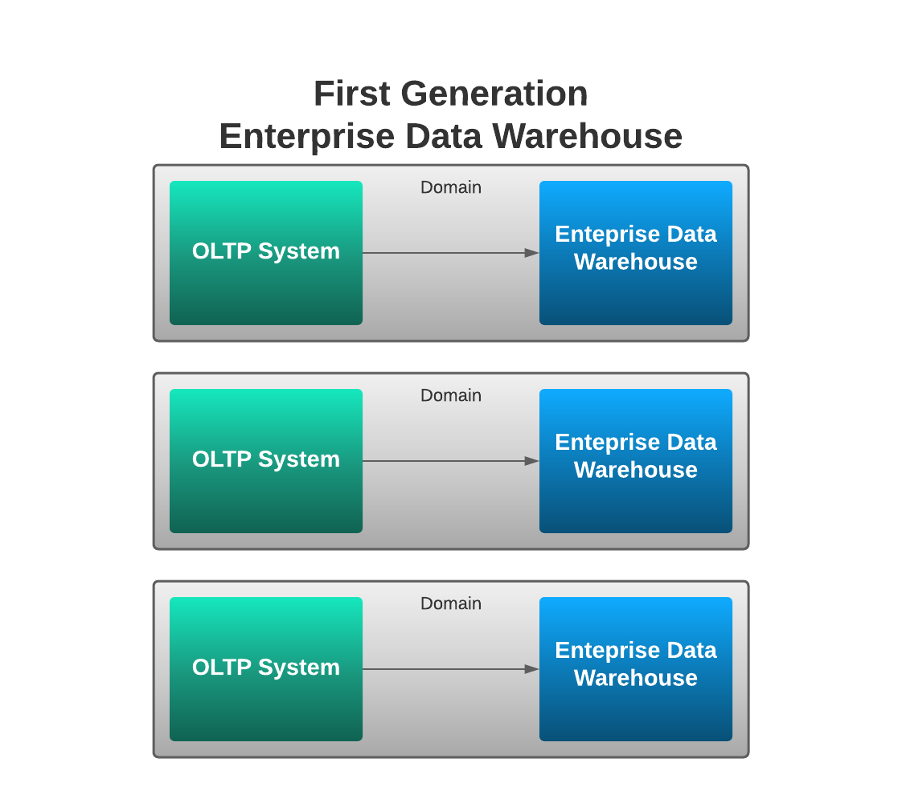 First Generation
Enterprise Data Warehouse
Domain
OLTP System
Enteprise Data
Warehouse
Domain
OLTP System
Enteprise Data
Warehouse
Domain
OLTP System
Enteprise Data
Warehouse